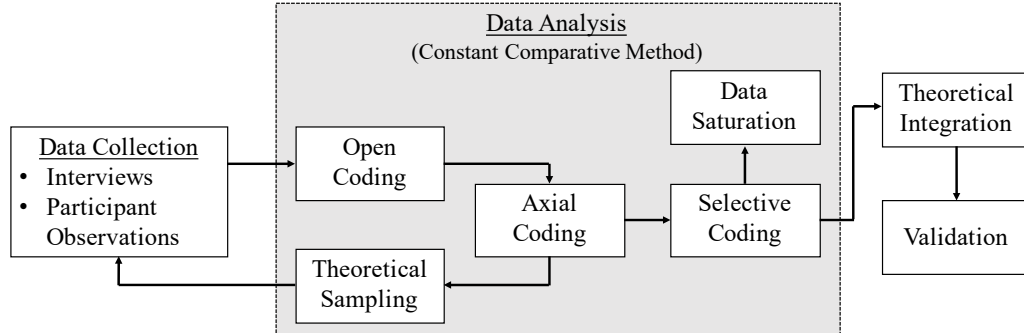 Data Analysis
(Constant Comparative Method)
Data Collection
• Interviews
• Participant
Observations
Open
Coding
Axial
Coding
Theoretical
Sampling
Data
Saturation
Selective
Coding
Theoretical
Integration
Validation